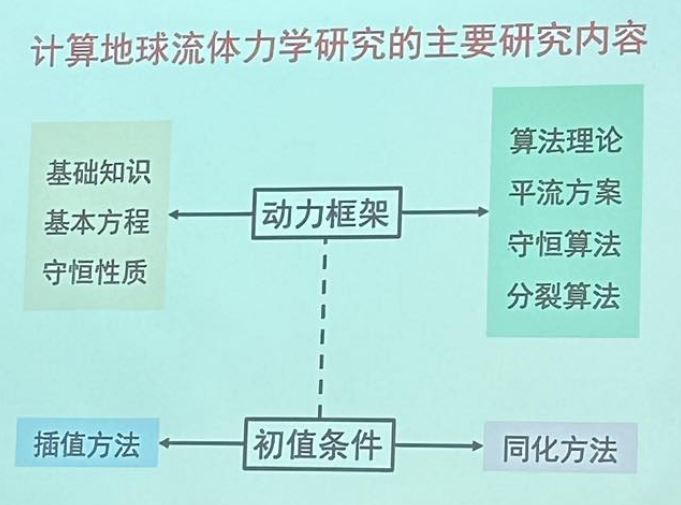 计算地球流体力学研究的主要研究内容
基础知识
基本方程
守恒性质
动力框架
算法理论
平流方案
守恒算法
分裂算法
插值方法
初值条件
同化方法